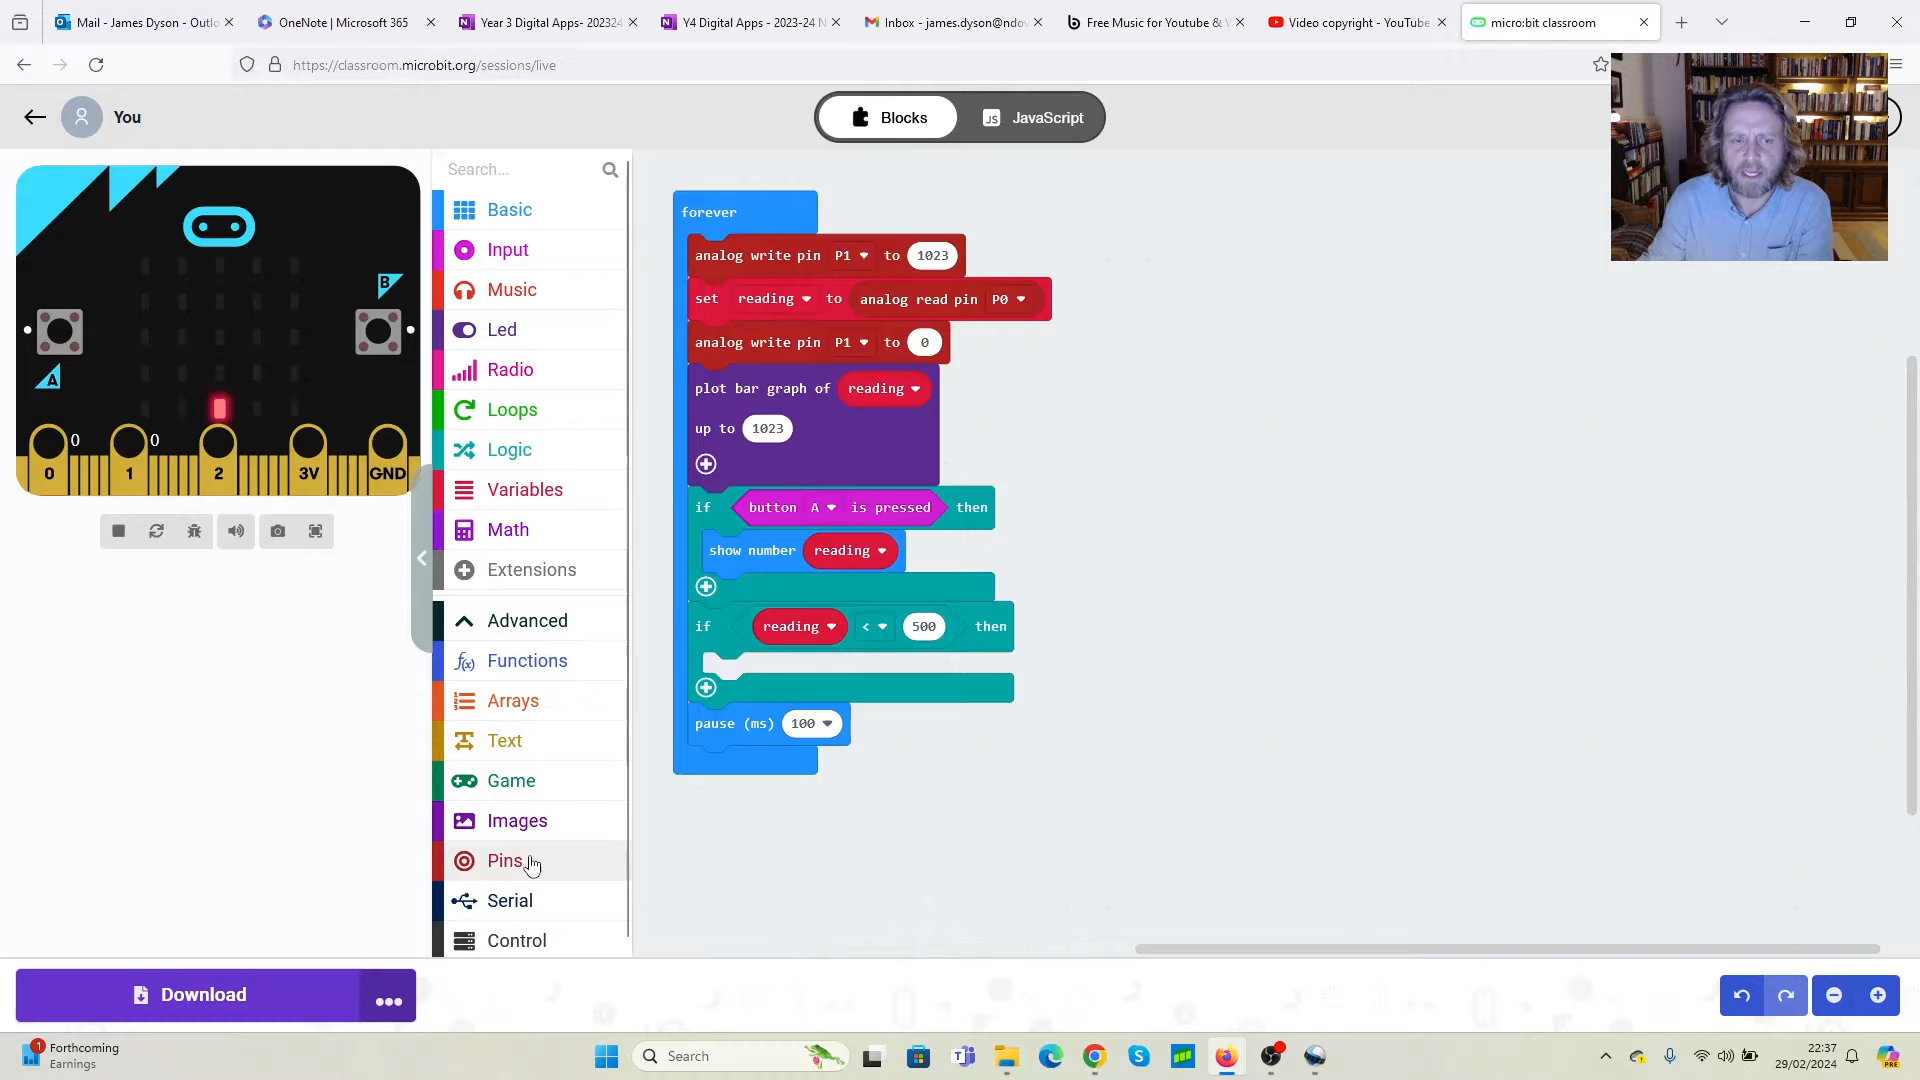 Mail - James Dyson - Outlo
OneNote | Microsoft 365
Year 3 Digital Apps- 20232
Y4 Digital Apps - 2023-24 N
Inbox - james.dyson@ndov
Free Music for Youtube & V
Video copyright - YouTube
micro:bit classroom
https://classroom.microbit.org/sessions/live
You
Blocks
JS JavaScript
Search...
Basic
Input
Music
Led
Radio
Loops
Logic
Variables
Math
Extensions
Advanced
Functions
Arrays
Text
Game
Images
Pins
Serial
Control
B
A
0
0
0 1 2 3V GND
forever
analog write pin P1 to 1023
set reading to analog read pin P0
analog write pin P1 to 0
plot bar graph of reading
up to 1023
if button A is pressed then
show number reading
if reading < 500 then
pause (ms) 100
Download
1
Forthcoming
Earnings
Search
22:37
29/02/2024
PRE